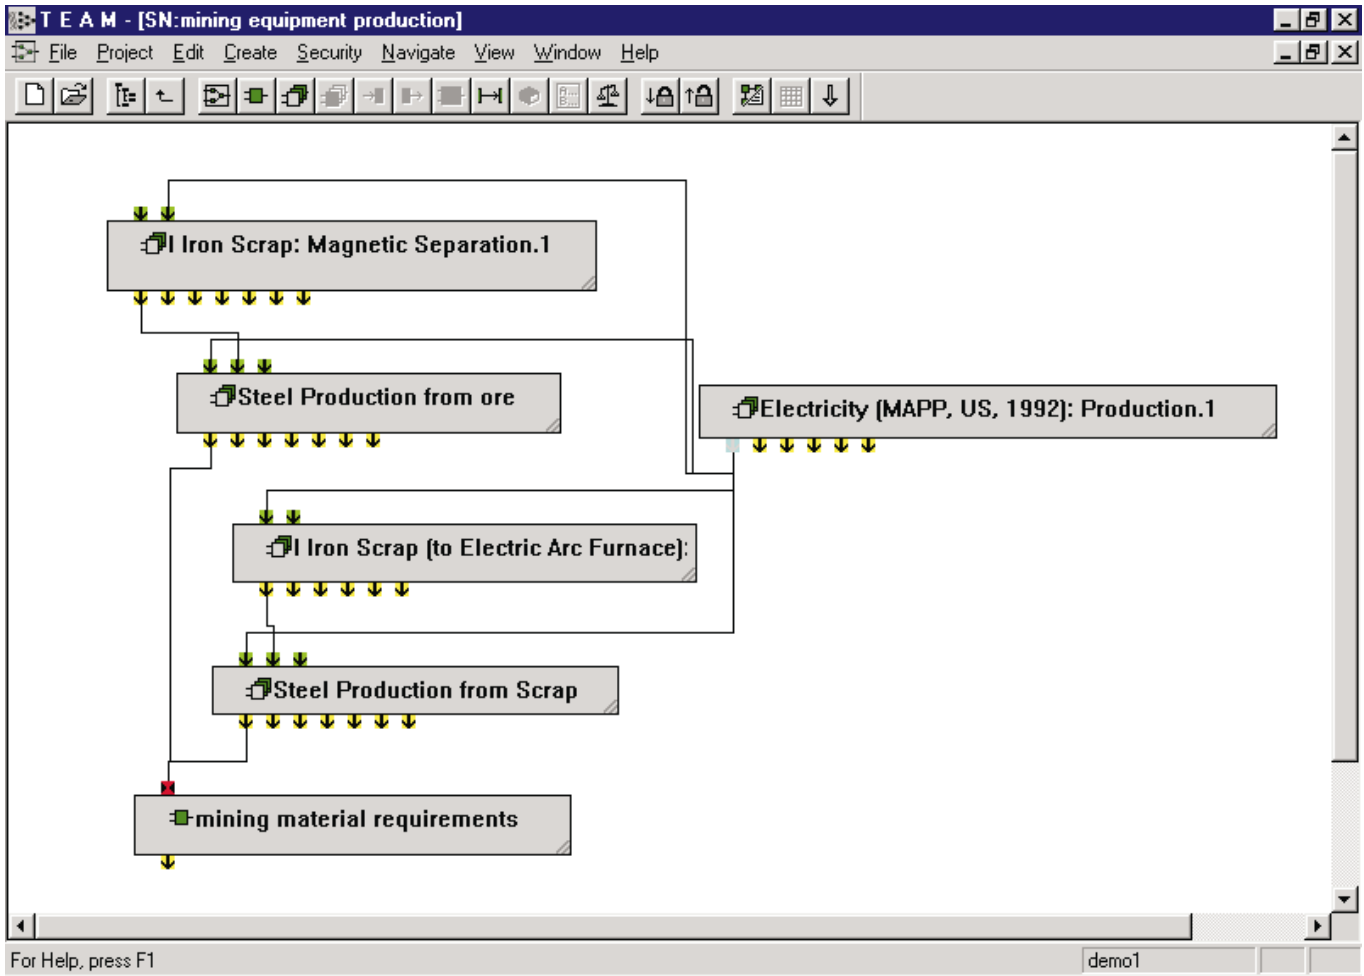 T E A M - [SN:mining equipment production]
File Project Edit Create Security Navigate View Window Help
I Iron Scrap: Magnetic Separation.1
Steel Production from ore
Electricity (MAPP, US, 1992): Production.1
I Iron Scrap (to Electric Arc Furnace):
Steel Production from Scrap
mining material requirements
For Help, press F1 demo1